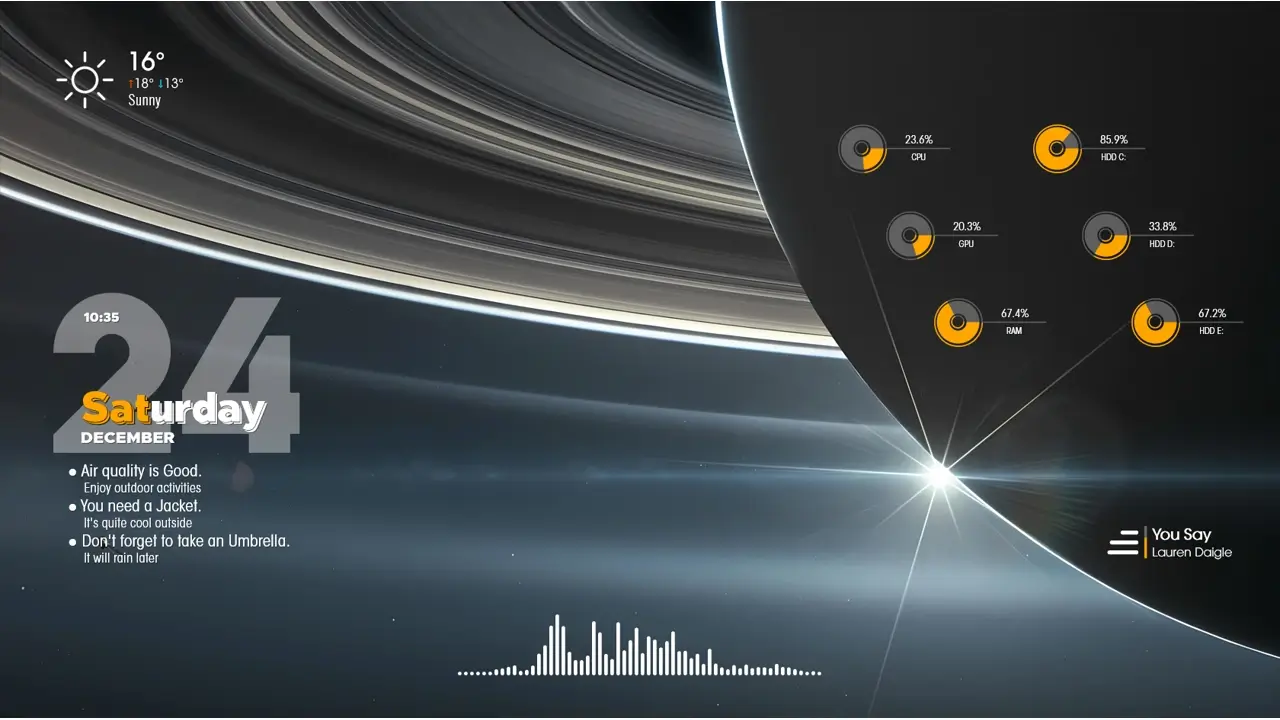 16°
↑18° ↓13°
Sunny
23.6%
CPU
85.9%
HDD C:
20.3%
GPU
33.8%
HDD D:
67.4%
RAM
67.2%
HDD E:
24
10:35
Saturday
DECEMBER
• Air quality is Good.
Enjoy outdoor activities
• You need a Jacket.
It's quite cool outside
• Don't forget to take an Umbrella.
It will rain later
You Say
Lauren Daigle